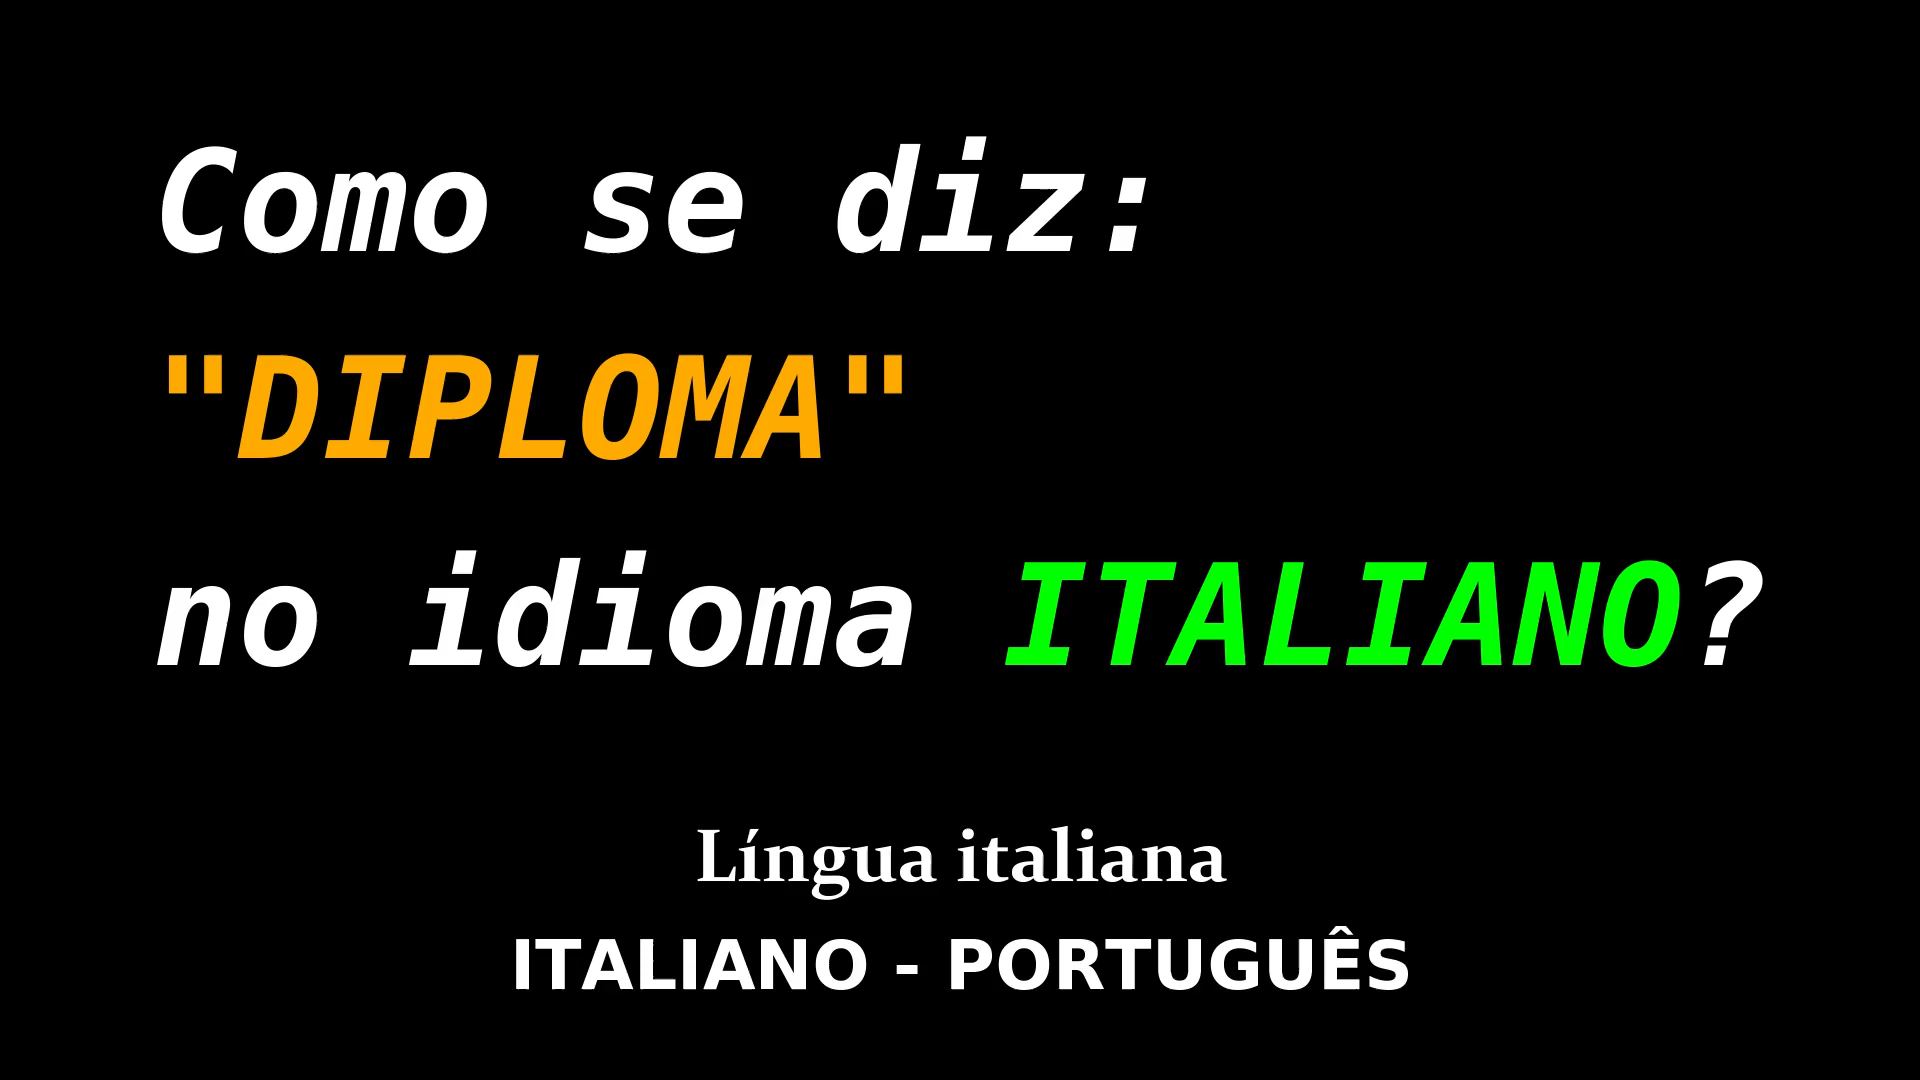 Como se diz:
"DIPLOMA"
no idioma ITALIANO?
Língua italiana
ITALIANO - PORTUGUÊS